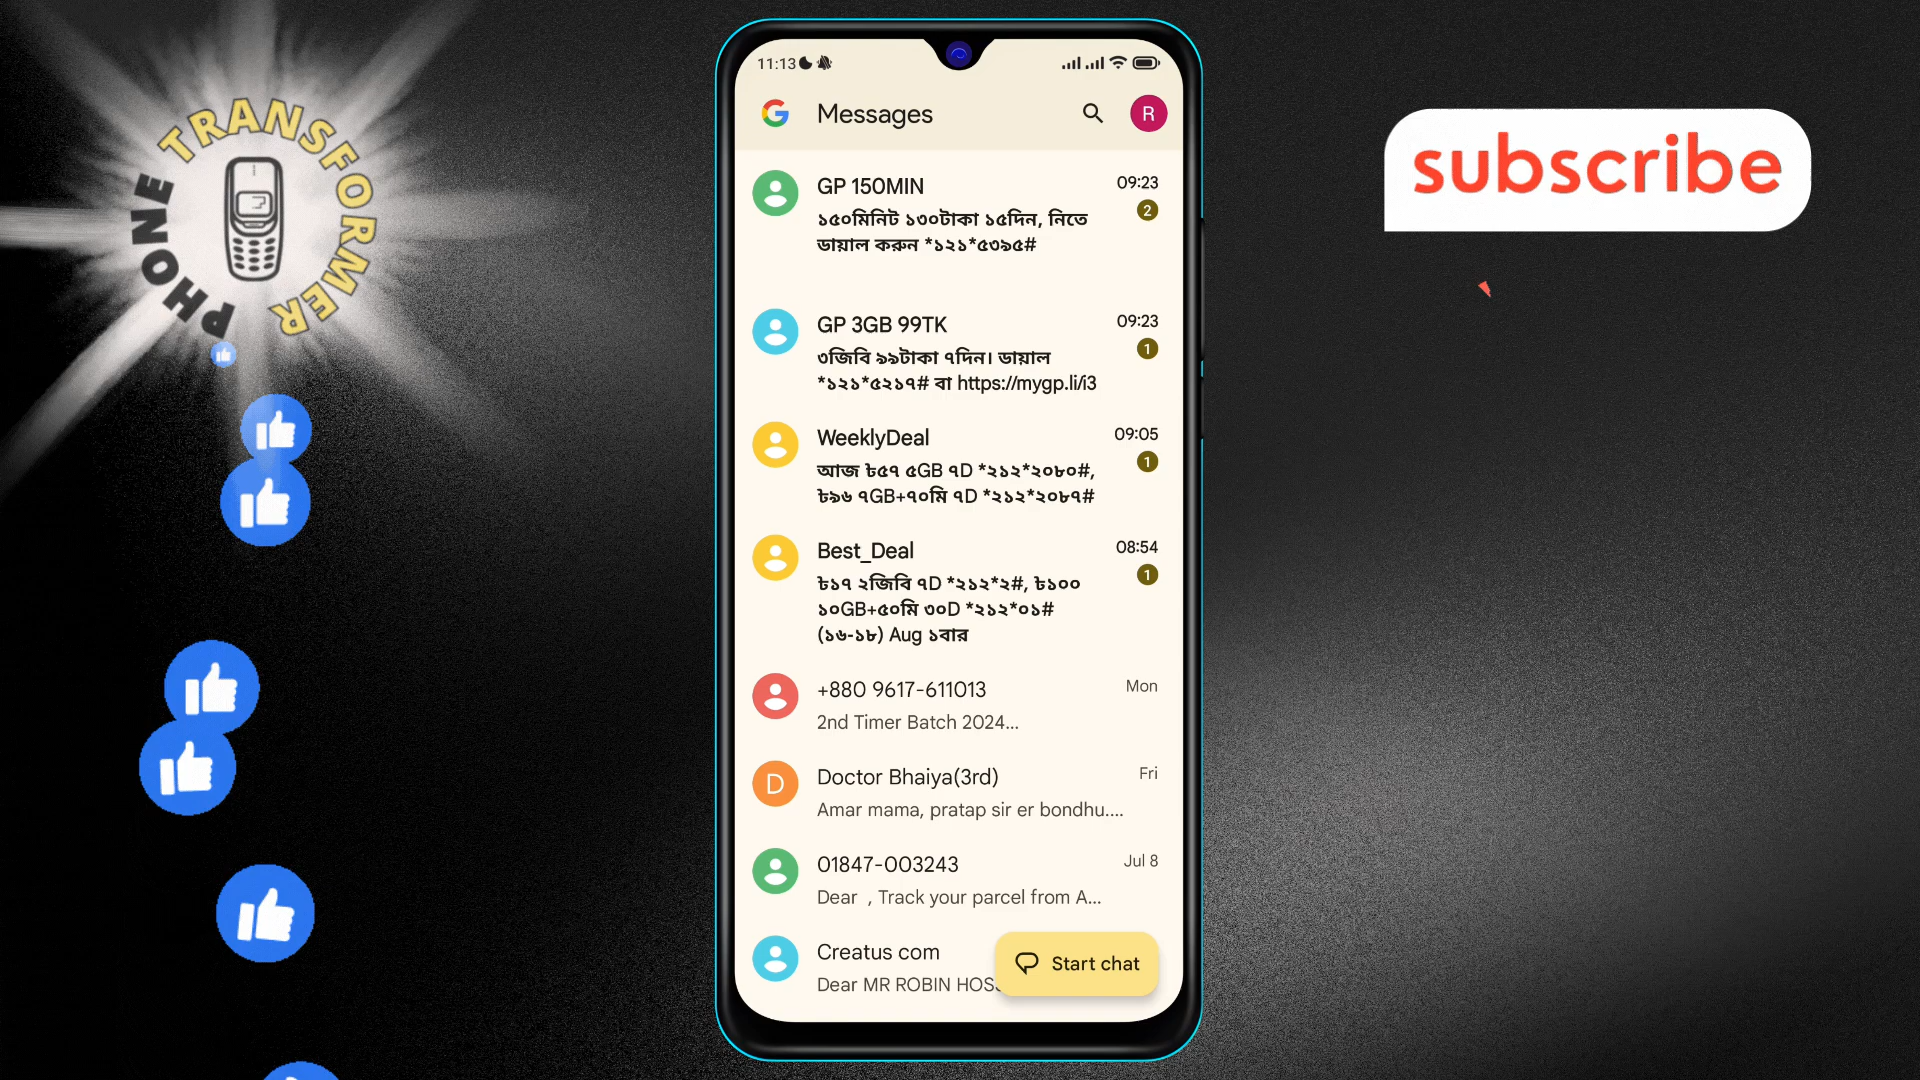 PHONE TRANSFORMER
11:13
Messages
R
GP 150MIN
09:23
১৫০মিনিট ১৩০টাকা ১৫দিন, নিতে
2
ডায়াল করুন *১২১*৫৩৯৫#
GP 3GB 99TK
09:23
৩জিবি ৯৯টাকা ৭দিন। ডায়াল
1
*১২১*৫২১৭# বা https://mygp.li/i3
WeeklyDeal
09:05
আজ ৳৫৭ ৫GB ৭D *২১২*২০৮০#,
1
৳৯৬ ৭GB+৭০মি ৭D *২১২*২০৮৭#
Best_Deal
08:54
৳১৭ ২জিবি ৭D *২১২*২#, ৳১০০
1
১০GB+৫০মি ৩০D *২১২*০১#
(১৬-১৮) Aug ১বার
+880 9617-611013
Mon
2nd Timer Batch 2024...
D
Doctor Bhaiya(3rd)
Fri
Amar mama, pratap sir er bondhu....
01847-003243
Jul 8
Dear , Track your parcel from A...
Creatus com
Dear MR ROBIN HOS
Start chat
subscribe